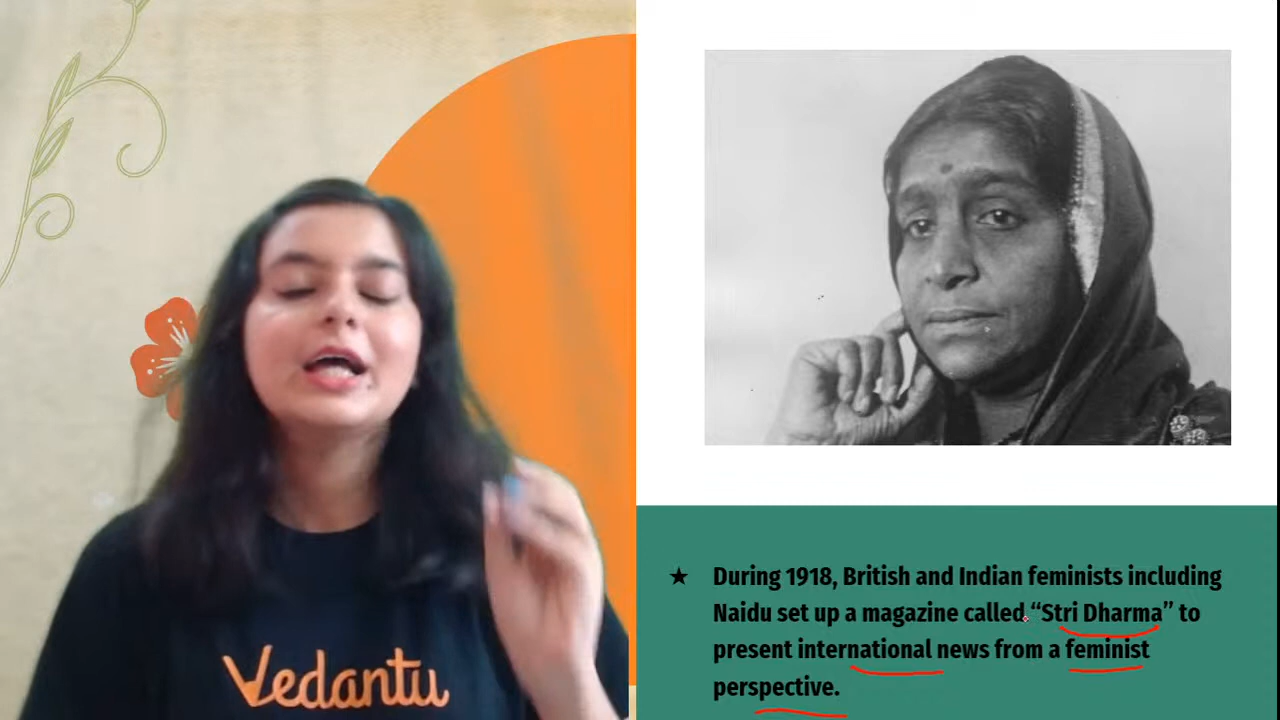 Vedantu
★ During 1918, British and Indian feminists including
Naidu set up a magazine called “Stri Dharma” to
present international news from a feminist
perspective.